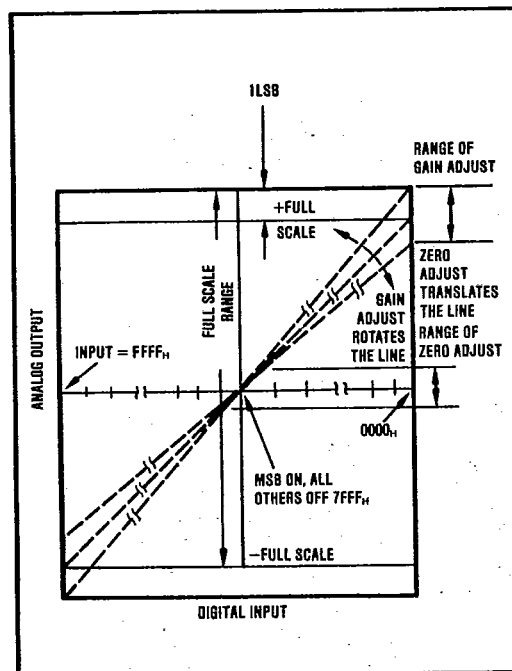 1LSB
RANGE OF
GAIN ADJUST
+FULL
SCALE
FULL SCALE
RANGE
ZERO
ADJUST
TRANSLATES
THE LINE
RANGE OF
ZERO ADJUST
GAIN
ADJUST
ROTATES
THE LINE
ANALOG OUTPUT
INPUT = FFFFH
0000H
MSB ON, ALL
OTHERS OFF 7FFFH
–FULL SCALE
DIGITAL INPUT